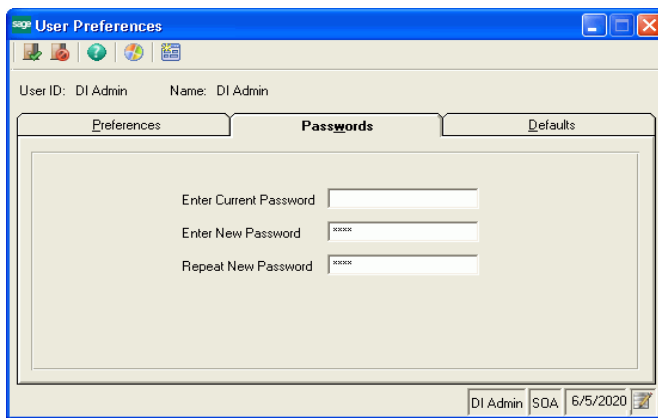 sage User Preferences
User ID: DI Admin Name: DI Admin
Preferences Passwords Defaults
Enter Current Password
Enter New Password ****
Repeat New Password ****
DI Admin SOA 6/5/2020